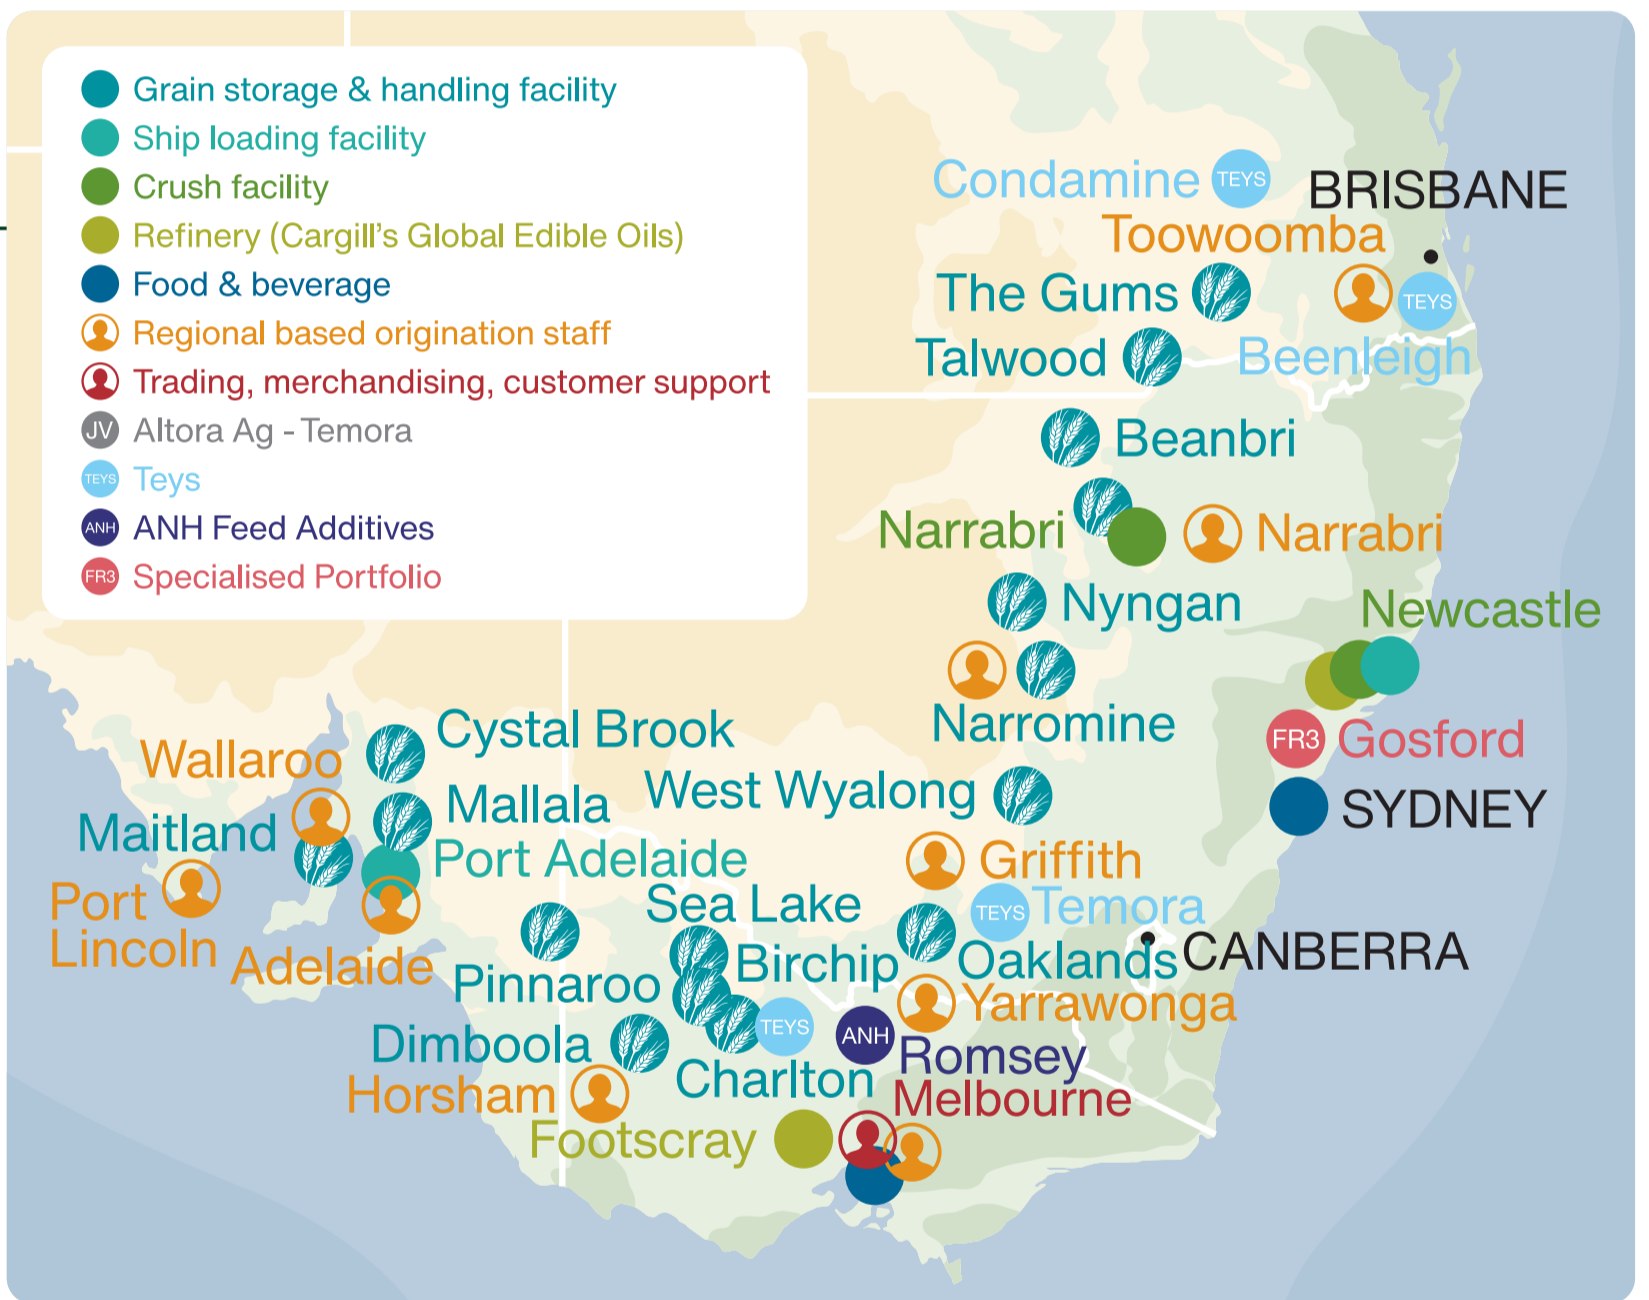 Grain storage & handling facility
Ship loading facility
Crush facility
Refinery (Cargill's Global Edible Oils)
Food & beverage
Regional based origination staff
Trading, merchandising, customer support
JV Altora Ag - Temora
TEYS Teys
ANH ANH Feed Additives
FR3 Specialised Portfolio
Condamine TEYS BRISBANE
Toowoomba
The Gums
TEYS
Talwood
Beenleigh
Beanbri
Narrabri
Narrabri
Nyngan
Newcastle
Narromine
FR3 Gosford
Cystal Brook
Wallaroo
West Wyalong
Mallala
SYDNEY
Maitland
Port Adelaide
Griffith
Port
Lincoln
Sea Lake
TEYS Temora
Adelaide
Birchip
Oaklands
CANBERRA
Pinnaroo
Yarrawonga
Dimboola
TEYS
ANH
Romsey
Charlton
Horsham
Melbourne
Footscray